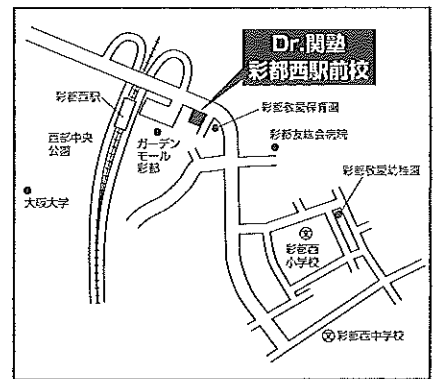 Dr.関塾
彩都西駅前校
彩都西駅
彩都敬愛保育園
西部中央
公園
ガーデン
モール
彩都
彩都友紘会病院
彩都敬愛幼稚園
大阪大学
文
彩都西
小学校
文
彩都西中学校